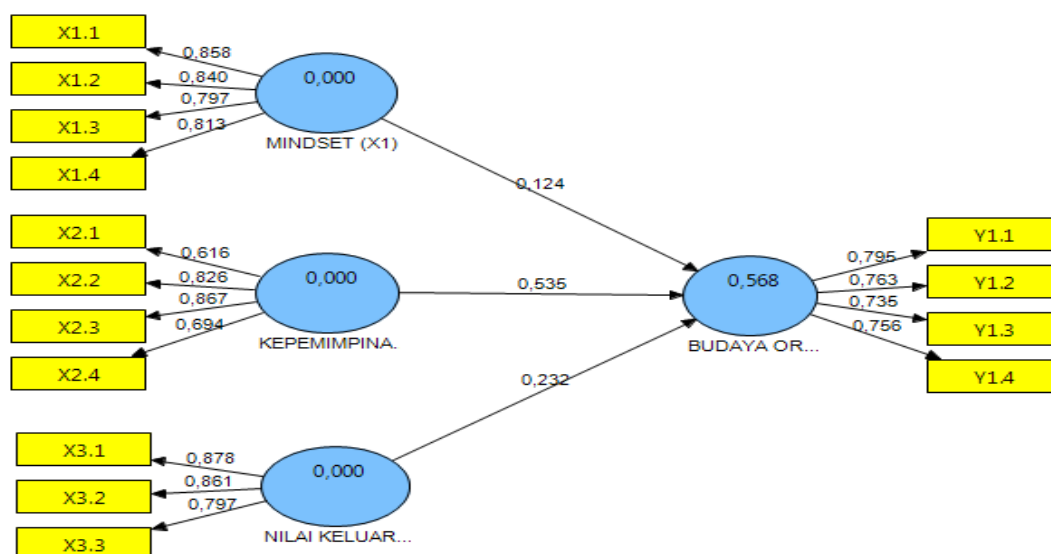 X1.1
0,858
X1.2
0,840
0,000
X1.3
0,797
0,813
MINDSET (X1)
X1.4
0,124
X2.1
0,616
X2.2
0,826
0,000
0,535
X2.3
0,867
0,694
KEPEMIMPINA.
X2.4
0,568
BUDAYA OR...
0,795
Y1.1
0,763
Y1.2
0,735
Y1.3
0,756
Y1.4
0,232
X3.1
0,878
0,000
X3.2
0,861
0,797
X3.3
NILAI KELUAR...